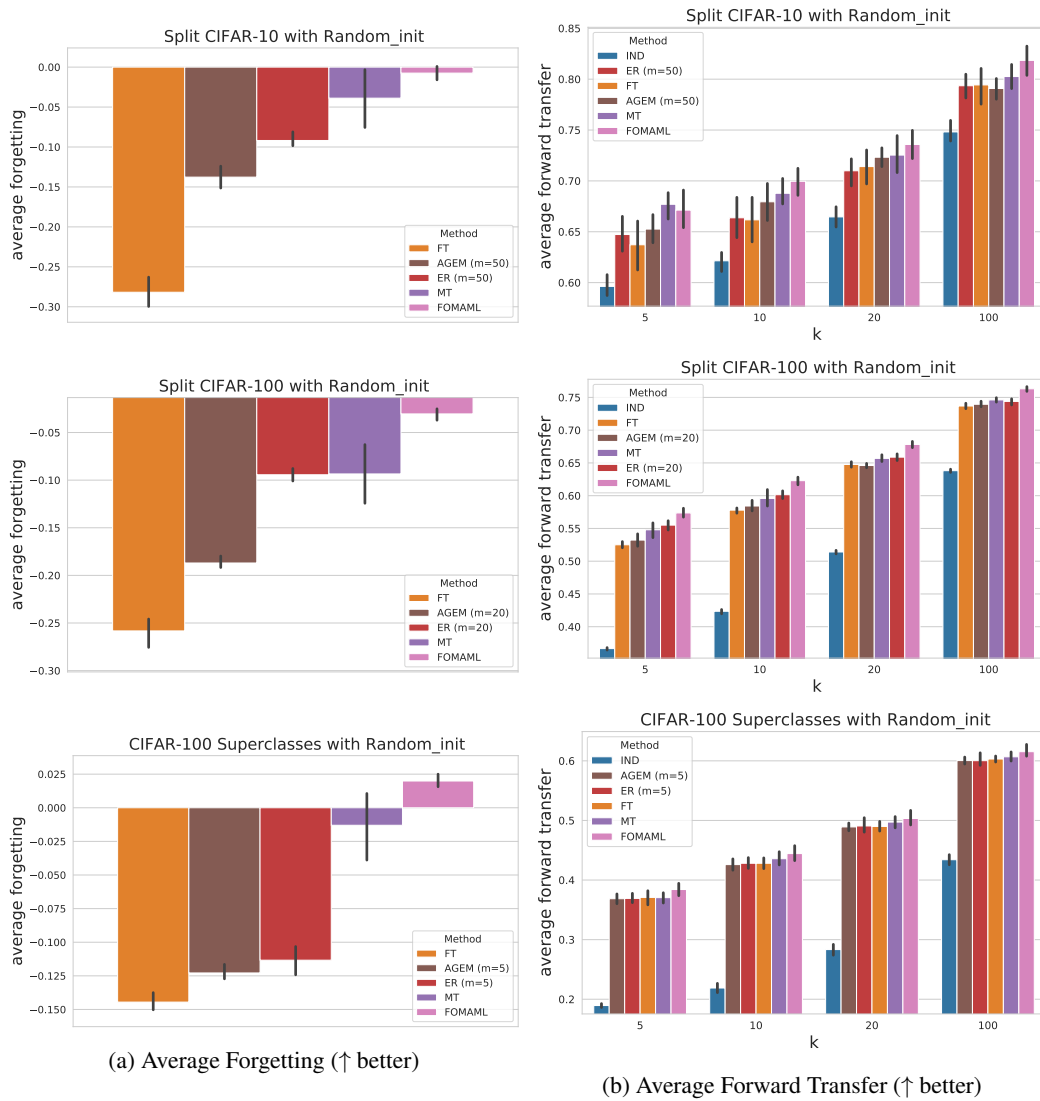 Split CIFAR-10 with Random_init
average forgetting
0.00
−0.05
−0.10
−0.15
−0.20
−0.25
−0.30
Method
FT
AGEM (m=50)
ER (m=50)
MT
FOMAML
Split CIFAR-100 with Random_init
average forgetting
−0.05
−0.10
−0.15
−0.20
−0.25
−0.30
Method
FT
AGEM (m=20)
ER (m=20)
MT
FOMAML
CIFAR-100 Superclasses with Random_init
average forgetting
0.025
0.000
−0.025
−0.050
−0.075
−0.100
−0.125
−0.150
Method
FT
AGEM (m=5)
ER (m=5)
MT
FOMAML
(a) Average Forgetting (↑ better)
Split CIFAR-10 with Random_init
average forward transfer
0.85
0.80
0.75
0.70
0.65
0.60
Method
IND
ER (m=50)
FT
AGEM (m=50)
MT
FOMAML
5 10 20 100
k
Split CIFAR-100 with Random_init
average forward transfer
0.75
0.70
0.65
0.60
0.55
0.50
0.45
0.40
Method
IND
FT
AGEM (m=20)
MT
ER (m=20)
FOMAML
5 10 20 100
k
CIFAR-100 Superclasses with Random_init
average forward transfer
0.6
0.5
0.4
0.3
0.2
Method
IND
AGEM (m=5)
ER (m=5)
FT
MT
FOMAML
5 10 20 100
k
(b) Average Forward Transfer (↑ better)